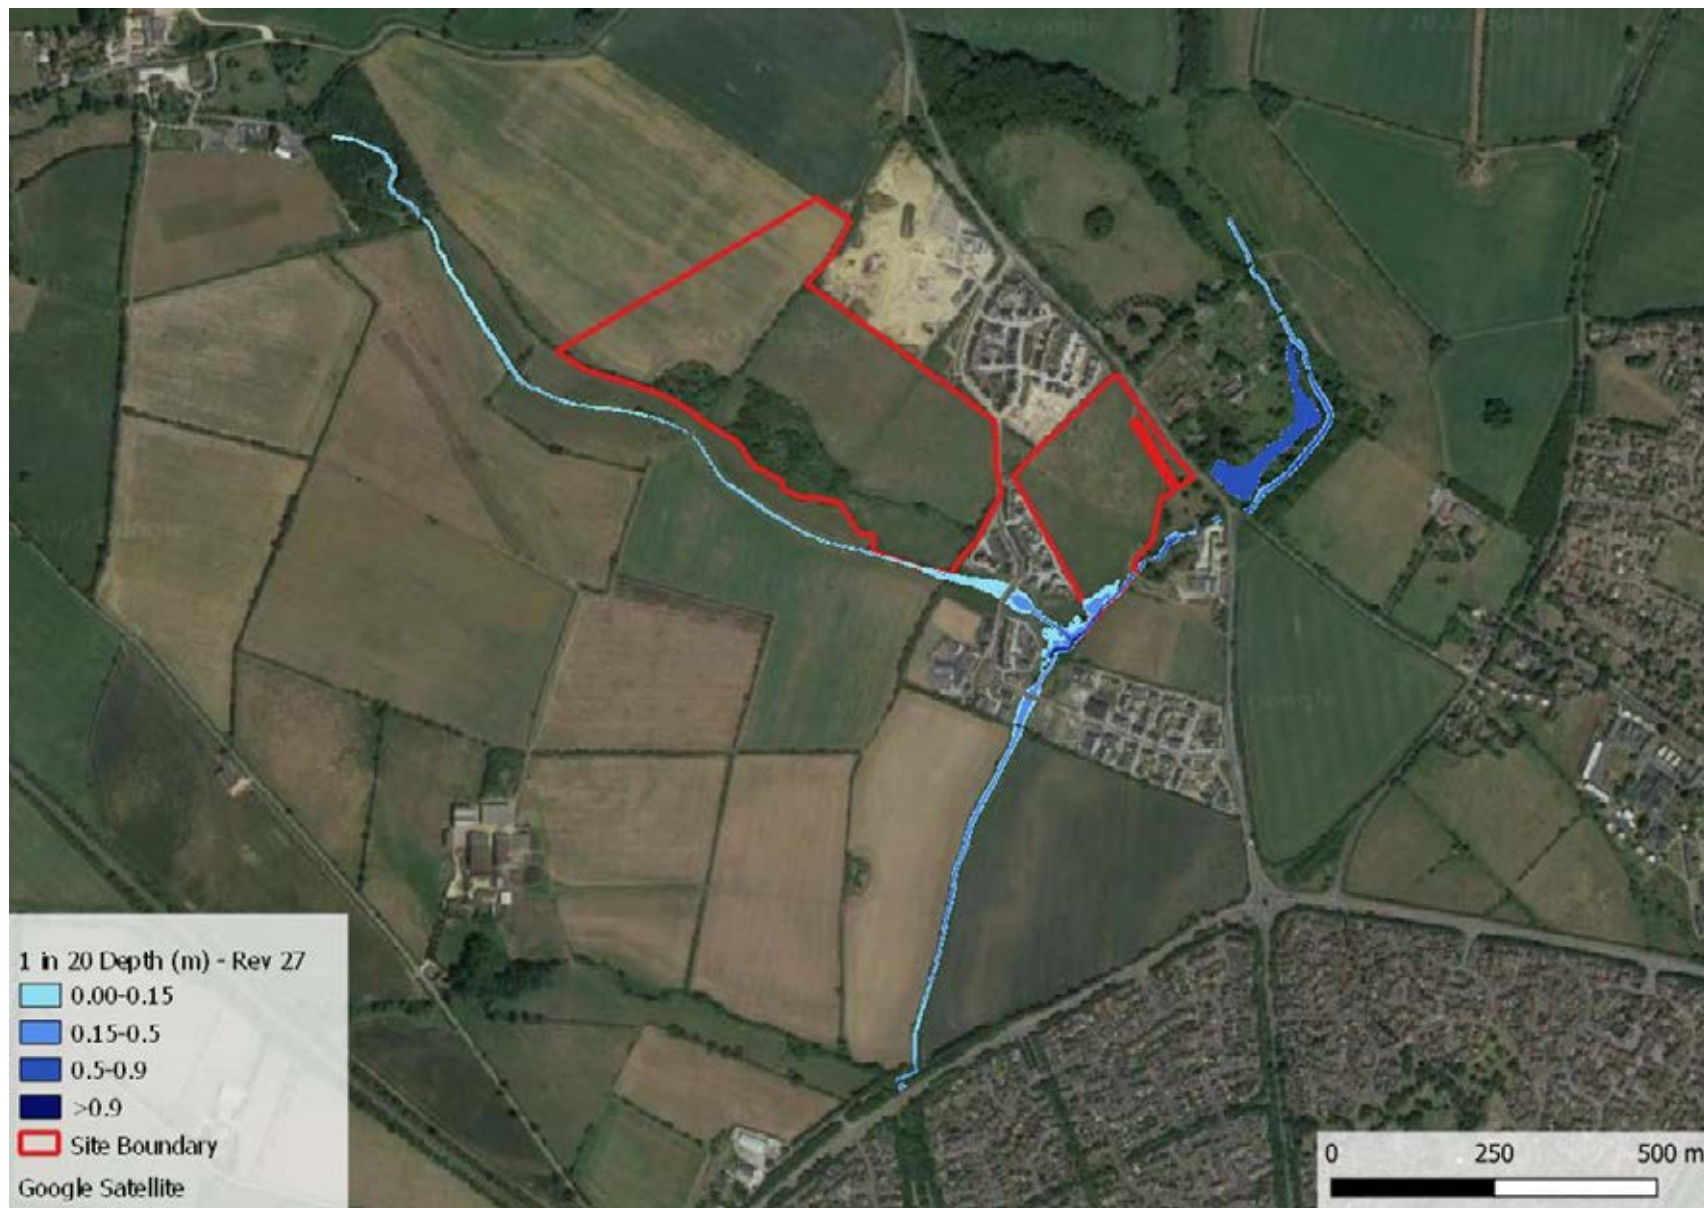 1 in 20 Depth (m) - Rev 27
0.00-0.15
0.15-0.5
0.5-0.9
>0.9
Site Boundary
Google Satellite
0 250 500 m